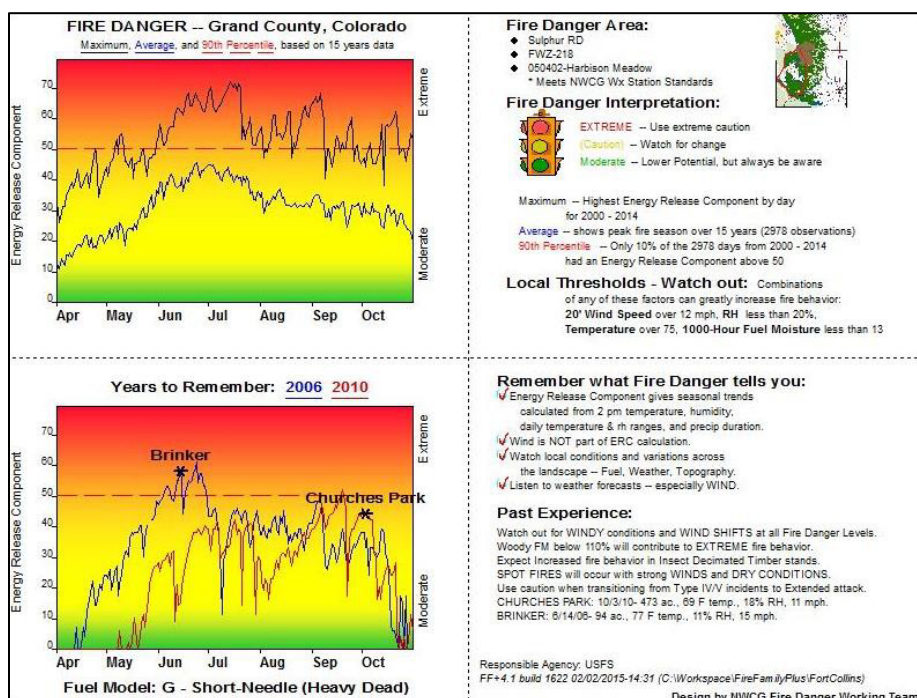 FIRE DANGER -- Grand County, Colorado
Maximum, Average, and 90th Percentile, based on 15 years data
Energy Release Component
70
60
50
40
30
20
10
0
Extreme
Moderate
Apr May Jun Jul Aug Sep Oct
Fire Danger Area:
◆ Sulphur RD
◆ FWZ-218
◆ 050402-Harbison Meadow
* Meets NWCG Wx Station Standards
Fire Danger Interpretation:
EXTREME -- Use extreme caution
(Caution) -- Watch for change
Moderate -- Lower Potential, but always be aware
Maximum -- Highest Energy Release Component by day
for 2000 - 2014
Average -- shows peak fire season over 15 years (2978 observations)
90th Percentile -- Only 10% of the 2978 days from 2000 - 2014
had an Energy Release Component above 50
Local Thresholds - Watch out: Combinations
of any of these factors can greatly increase fire behavior:
20' Wind Speed over 12 mph, RH less than 20%,
Temperature over 75, 1000-Hour Fuel Moisture less than 13
Years to Remember: 2006 2010
Energy Release Component
70
60
50
40
30
20
10
0
Brinker
Churches Park
Extreme
Moderate
Apr May Jun Jul Aug Sep Oct
Fuel Model: G - Short-Needle (Heavy Dead)
Remember what Fire Danger tells you:
Energy Release Component gives seasonal trends
calculated from 2 pm temperature, humidity,
daily temperature & rh ranges, and precip duration.
Wind is NOT part of ERC calculation.
Watch local conditions and variations across
the landscape -- Fuel, Weather, Topography.
Listen to weather forecasts -- especially WIND.
Past Experience:
Watch out for WINDY conditions and WIND SHIFTS at all Fire Danger Levels.
Woody FM below 110% will contribute to EXTREME fire behavior.
Expect Increased fire behavior in Insect Decimated Timber stands.
SPOT FIRES will occur with strong WINDS and DRY CONDITIONS.
Use caution when transitioning from Type IV/V incidents to Extended attack.
CHURCHES PARK: 10/3/10- 473 ac., 69 F temp., 18% RH, 11 mph.
BRINKER: 6/14/06- 94 ac., 77 F temp., 11% RH, 15 mph.
Responsible Agency: USFS
FF+4.1 build 1622 02/02/2015-14:31 (C:\Workspace\FireFamilyPlus\FortCollins)
Design by NWCG Fire Danger Working Team